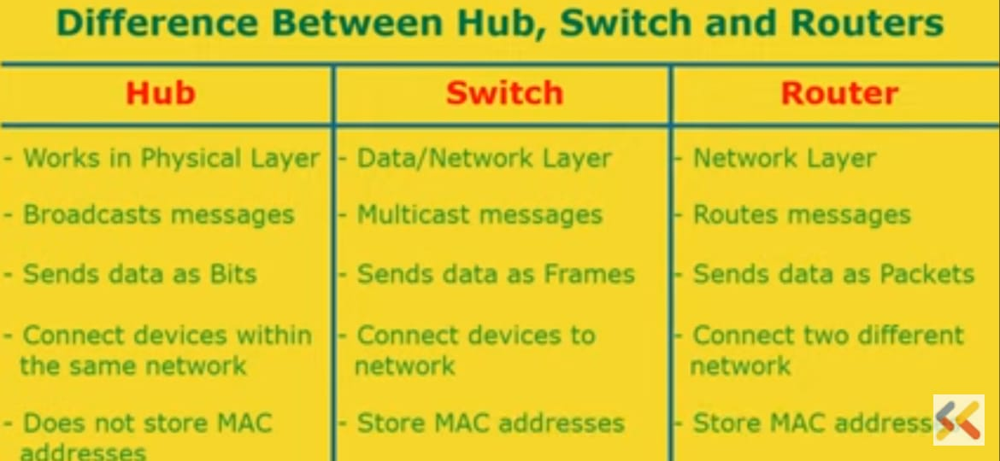 Difference Between Hub, Switch and Routers
Hub
Switch
Router
- Works in Physical Layer
- Data/Network Layer
- Network Layer
- Broadcasts messages
- Multicast messages
- Routes messages
- Sends data as Bits
- Sends data as Frames
- Sends data as Packets
- Connect devices within
the same network
- Connect devices to
network
- Connect two different
network
- Does not store MAC
addresses
- Store MAC addresses
- Store MAC